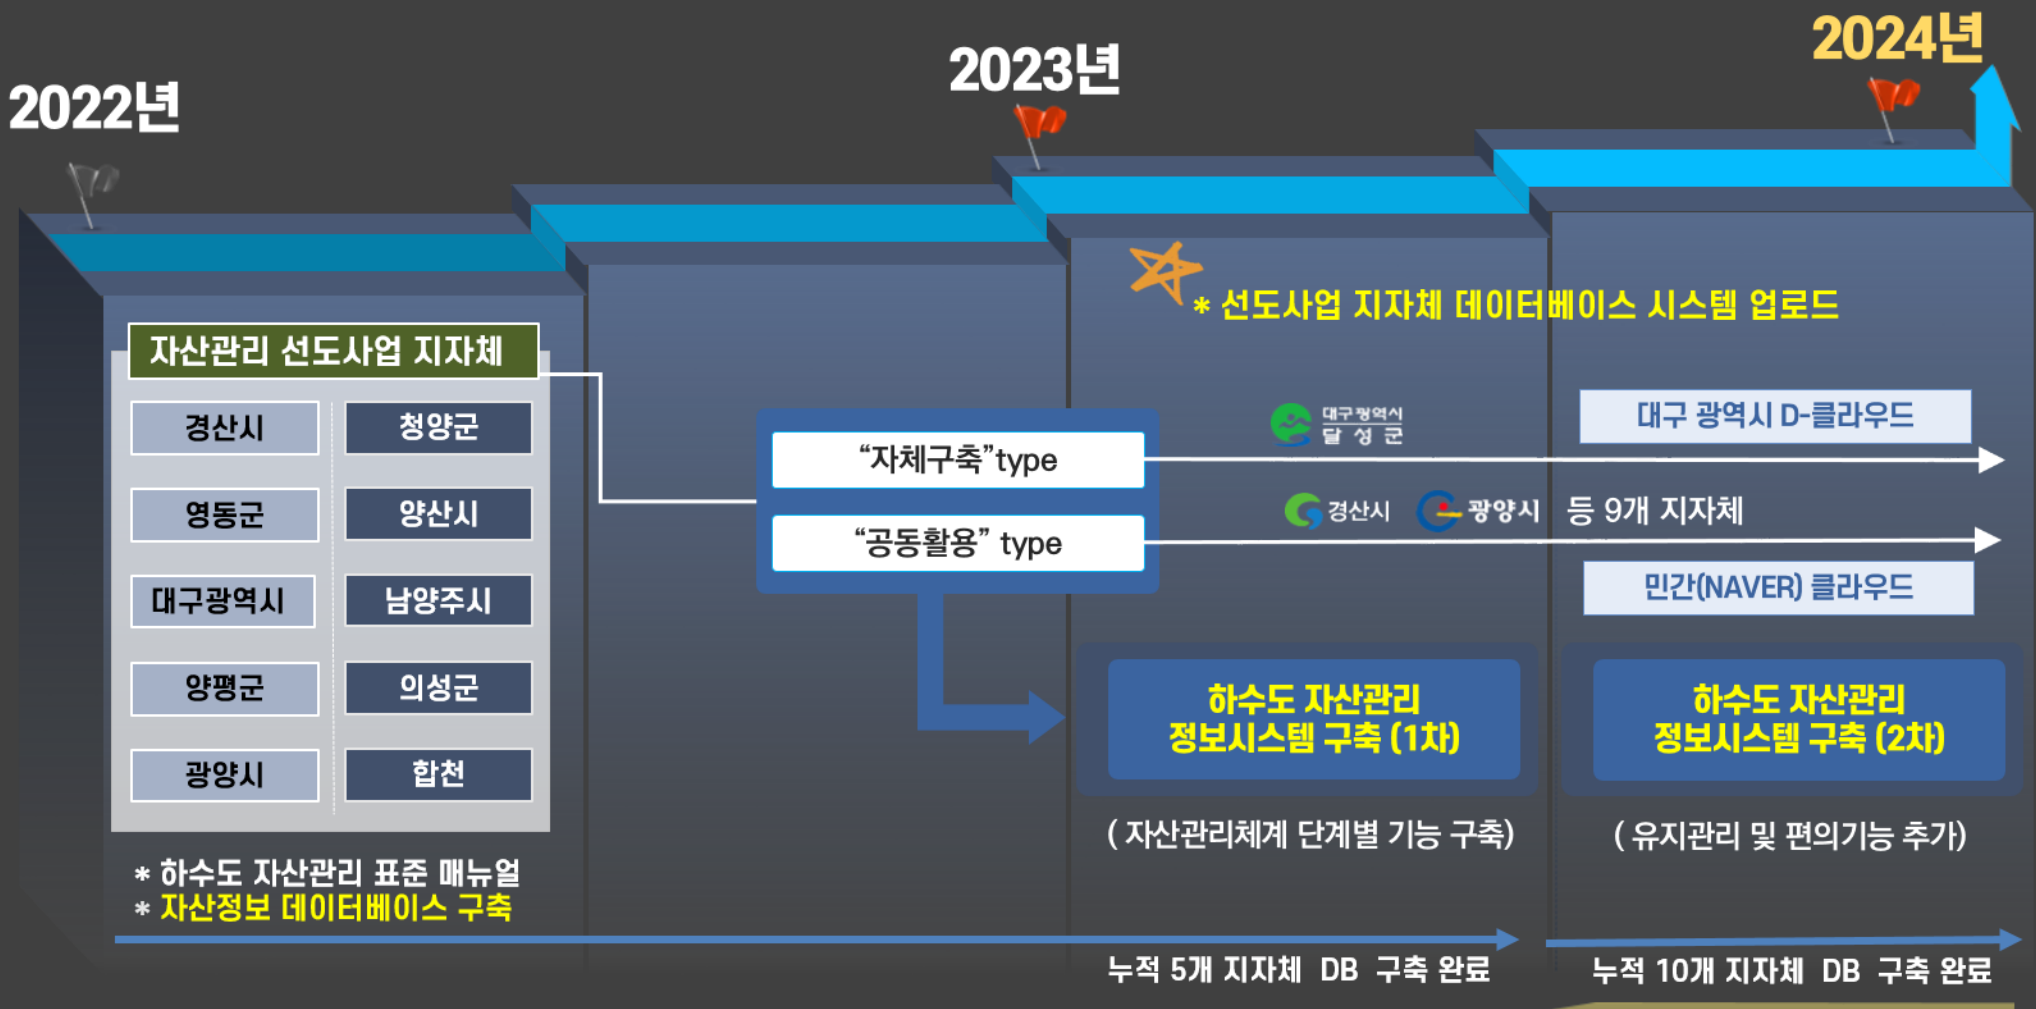 2022년
2023년
2024년
* 선도사업 지자체 데이터베이스 시스템 업로드
자산관리 선도사업 지자체
경산시
청양군
영동군
양산시
대구광역시
남양주시
양평군
의성군
광양시
합천
* 하수도 자산관리 표준 매뉴얼
* 자산정보 데이터베이스 구축
“자체구축”type
“공동활용” type
대구광역시
달성군
대구 광역시 D-클라우드
경산시
광양시
등 9개 지자체
민간(NAVER) 클라우드
하수도 자산관리
정보시스템 구축 (1차)
( 자산관리체계 단계별 기능 구축)
하수도 자산관리
정보시스템 구축 (2차)
( 유지관리 및 편의기능 추가)
누적 5개 지자체 DB 구축 완료
누적 10개 지자체 DB 구축 완료